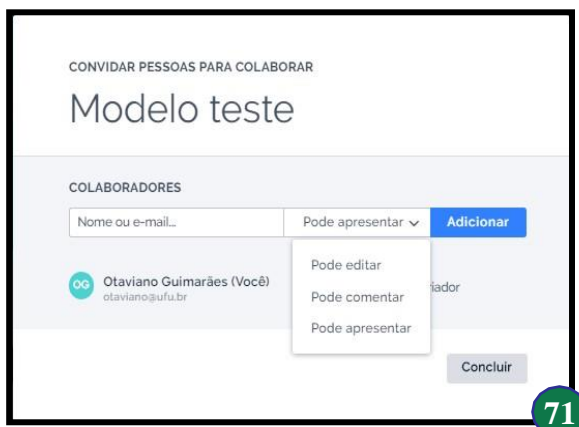 CONVIDAR PESSOAS PARA COLABORAR
Modelo teste
COLABORADORES
Nome ou e-mail... Pode apresentar Adicionar
Pode editar
OG Otaviano Guimarães (Você) iador
otaviano@ufu.br
Pode comentar
Pode apresentar
Concluir
71